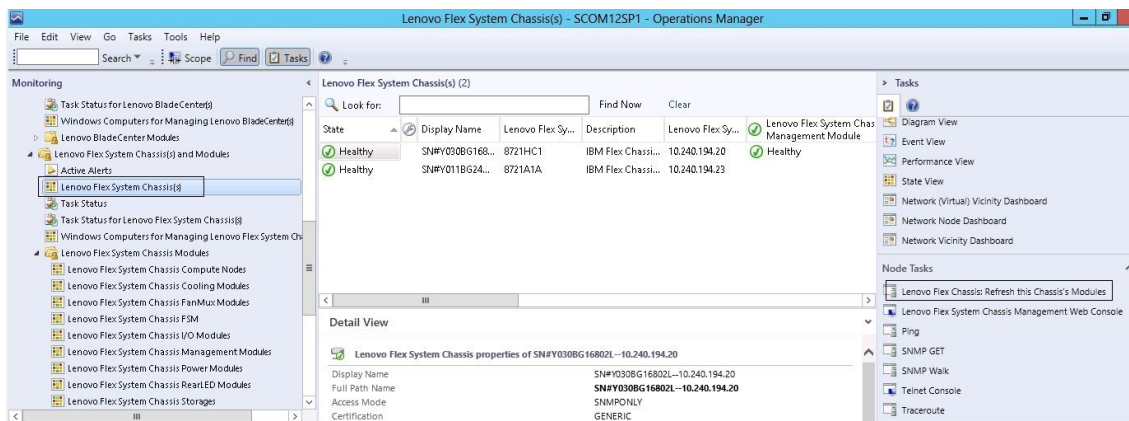 Lenovo Flex System Chassis(s) - SCOM12SP1 - Operations Manager
File Edit View Go Tasks Tools Help
Search Scope Find Tasks
Monitoring
Task Status for Lenovo BladeCenter(s)
Windows Computers for Managing Lenovo BladeCenter(s)
Lenovo BladeCenter Modules
Lenovo Flex System Chassis(s) and Modules
Active Alerts
Lenovo Flex System Chassis(s)
Task Status
Task Status for Lenovo Flex System Chassis(s)
Windows Computers for Managing Lenovo Flex System Ch
Lenovo Flex System Chassis Modules
Lenovo Flex System Chassis Compute Nodes
Lenovo Flex System Chassis Cooling Modules
Lenovo Flex System Chassis FanMux Modules
Lenovo Flex System Chassis FSM
Lenovo Flex System Chassis I/O Modules
Lenovo Flex System Chassis Management Modules
Lenovo Flex System Chassis Power Modules
Lenovo Flex System Chassis RearLED Modules
Lenovo Flex System Chassis Storages
Lenovo Flex System Chassis(s) (2)
Look for: Find Now Clear
State Display Name Lenovo Flex Sy... Description Lenovo Flex Sy... Lenovo Flex System Chas
Management Module
Healthy SN#Y030BG168... 8721HC1 IBM Flex Chassi... 10.240.194.20 Healthy
Healthy SN#Y011BG24... 8721A1A IBM Flex Chassi... 10.240.194.23
Detail View
Lenovo Flex System Chassis properties of SN#Y030BG16802L--10.240.194.20
Display Name SN#Y030BG16802L--10.240.194.20
Full Path Name SN#Y030BG16802L--10.240.194.20
Access Mode SNMPONLY
Certification GENERIC
Tasks
Diagram View
Event View
Performance View
State View
Network (Virtual) Vicinity Dashboard
Network Node Dashboard
Network Vicinity Dashboard
Node Tasks
Lenovo Flex Chassis: Refresh this Chassis's Modules
Lenovo Flex System Chassis Management Web Console
Ping
SNMP GET
SNMP Walk
Telnet Console
Traceroute